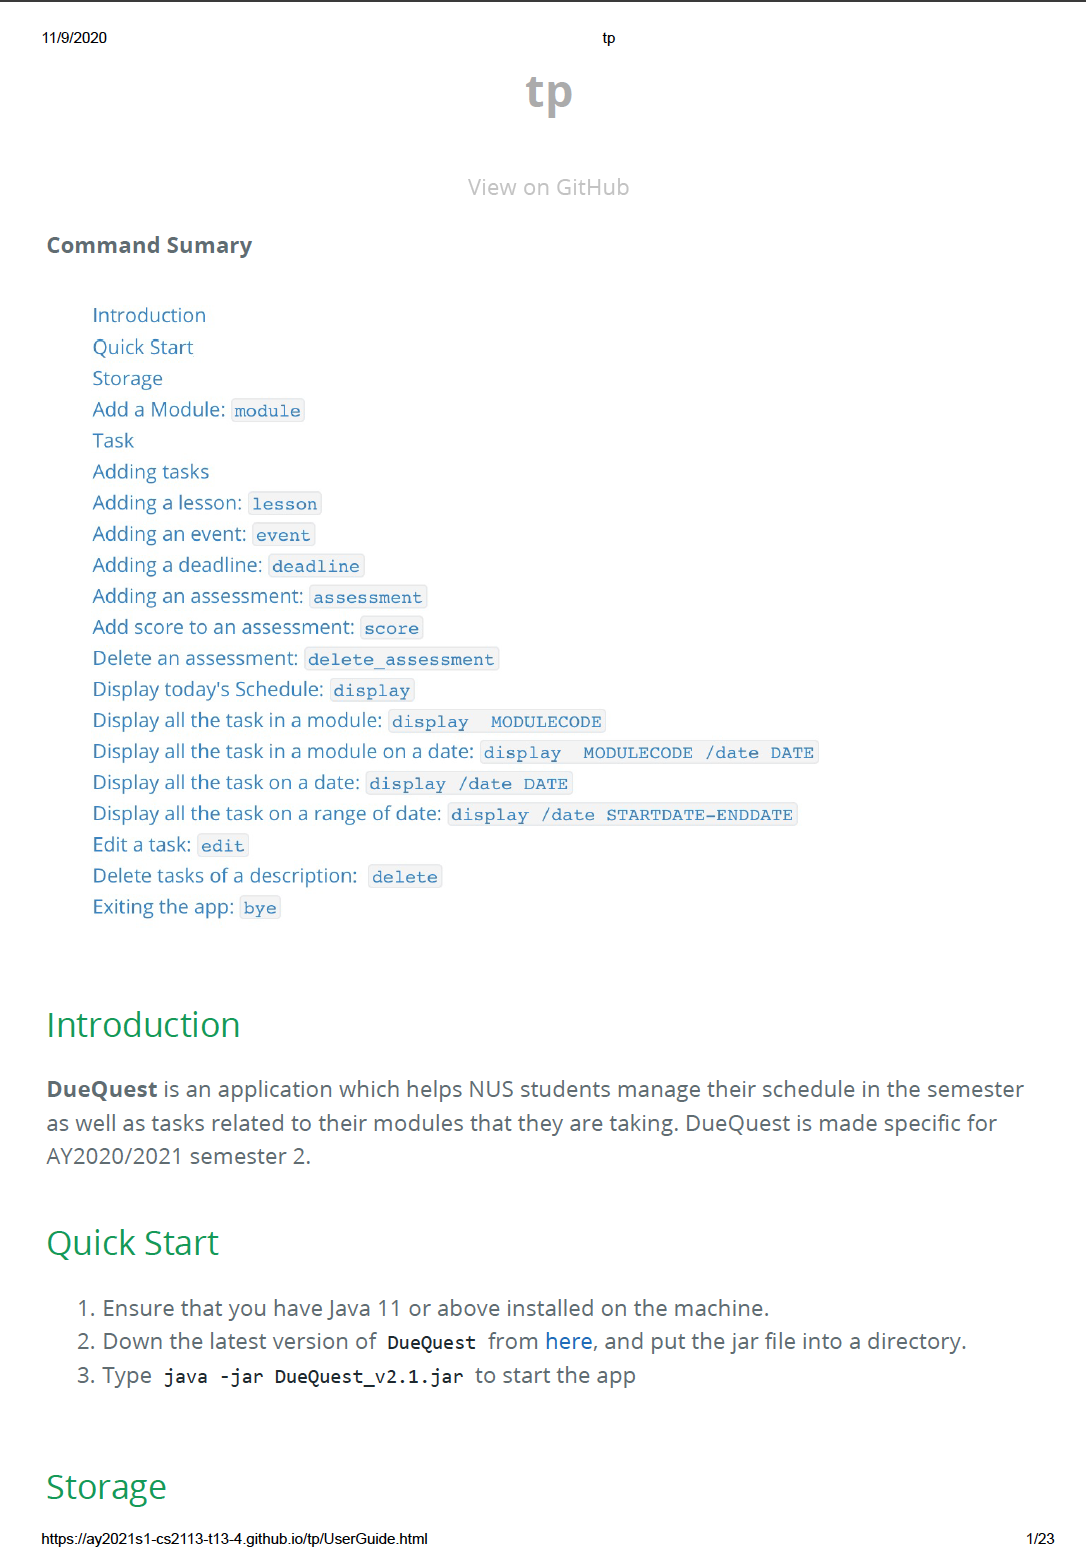 11/9/2020 tp
tp
View on GitHub
Command Sumary
Introduction
Quick Start
Storage
Add a Module: module
Task
Adding tasks
Adding a lesson: lesson
Adding an event: event
Adding a deadline: deadline
Adding an assessment: assessment
Add score to an assessment: score
Delete an assessment: delete_assessment
Display today's Schedule: display
Display all the task in a module: display  MODULECODE
Display all the task in a module on a date: display  MODULECODE /date DATE
Display all the task on a date: display /date DATE
Display all the task on a range of date: display /date STARTDATE-ENDDATE
Edit a task: edit
Delete tasks of a description: delete
Exiting the app: bye
Introduction
DueQuest is an application which helps NUS students manage their schedule in the semester
as well as tasks related to their modules that they are taking. DueQuest is made specific for
AY2020/2021 semester 2.
Quick Start
1. Ensure that you have Java 11 or above installed on the machine.
2. Down the latest version of DueQuest from here, and put the jar file into a directory.
3. Type java -jar DueQuest_v2.1.jar to start the app
Storage
https://ay2021s1-cs2113-t13-4.github.io/tp/UserGuide.html 1/23